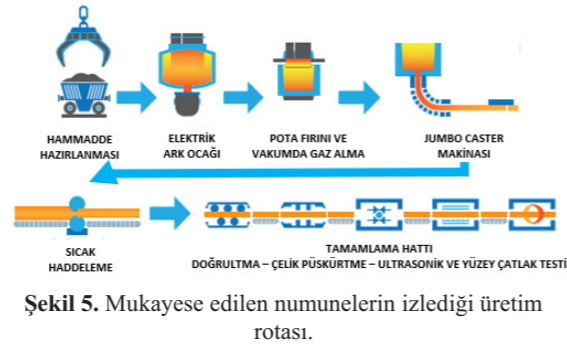 HAMMADDE
HAZIRLANMASI
ELEKTRİK
ARK OCAĞI
POTA FIRINI VE
VAKUMDA GAZ ALMA
JUMBO CASTER
MAKİNASI
SICAK
HADDELEME
TAMAMLAMA HATTI
DOĞRULTMA – ÇELİK PÜSKÜRTME – ULTRASONİK VE YÜZEY ÇATLAK TESTİ
Şekil 5. Mukayese edilen numunelerin izlediği üretim
rotası.